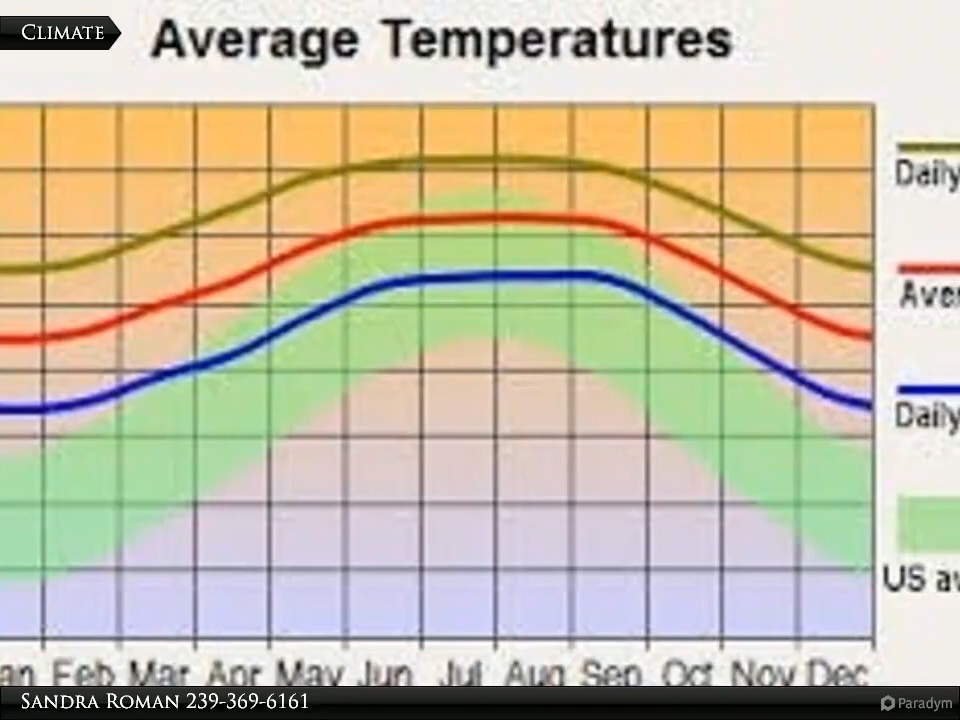 CLIMATE
Average Temperatures
Daily
Aver
Daily
US av
an Feb Mar Apr May Jun Jul Aug Sep Oct Nov Dec
SANDRA ROMAN 239-369-6161
Paradym